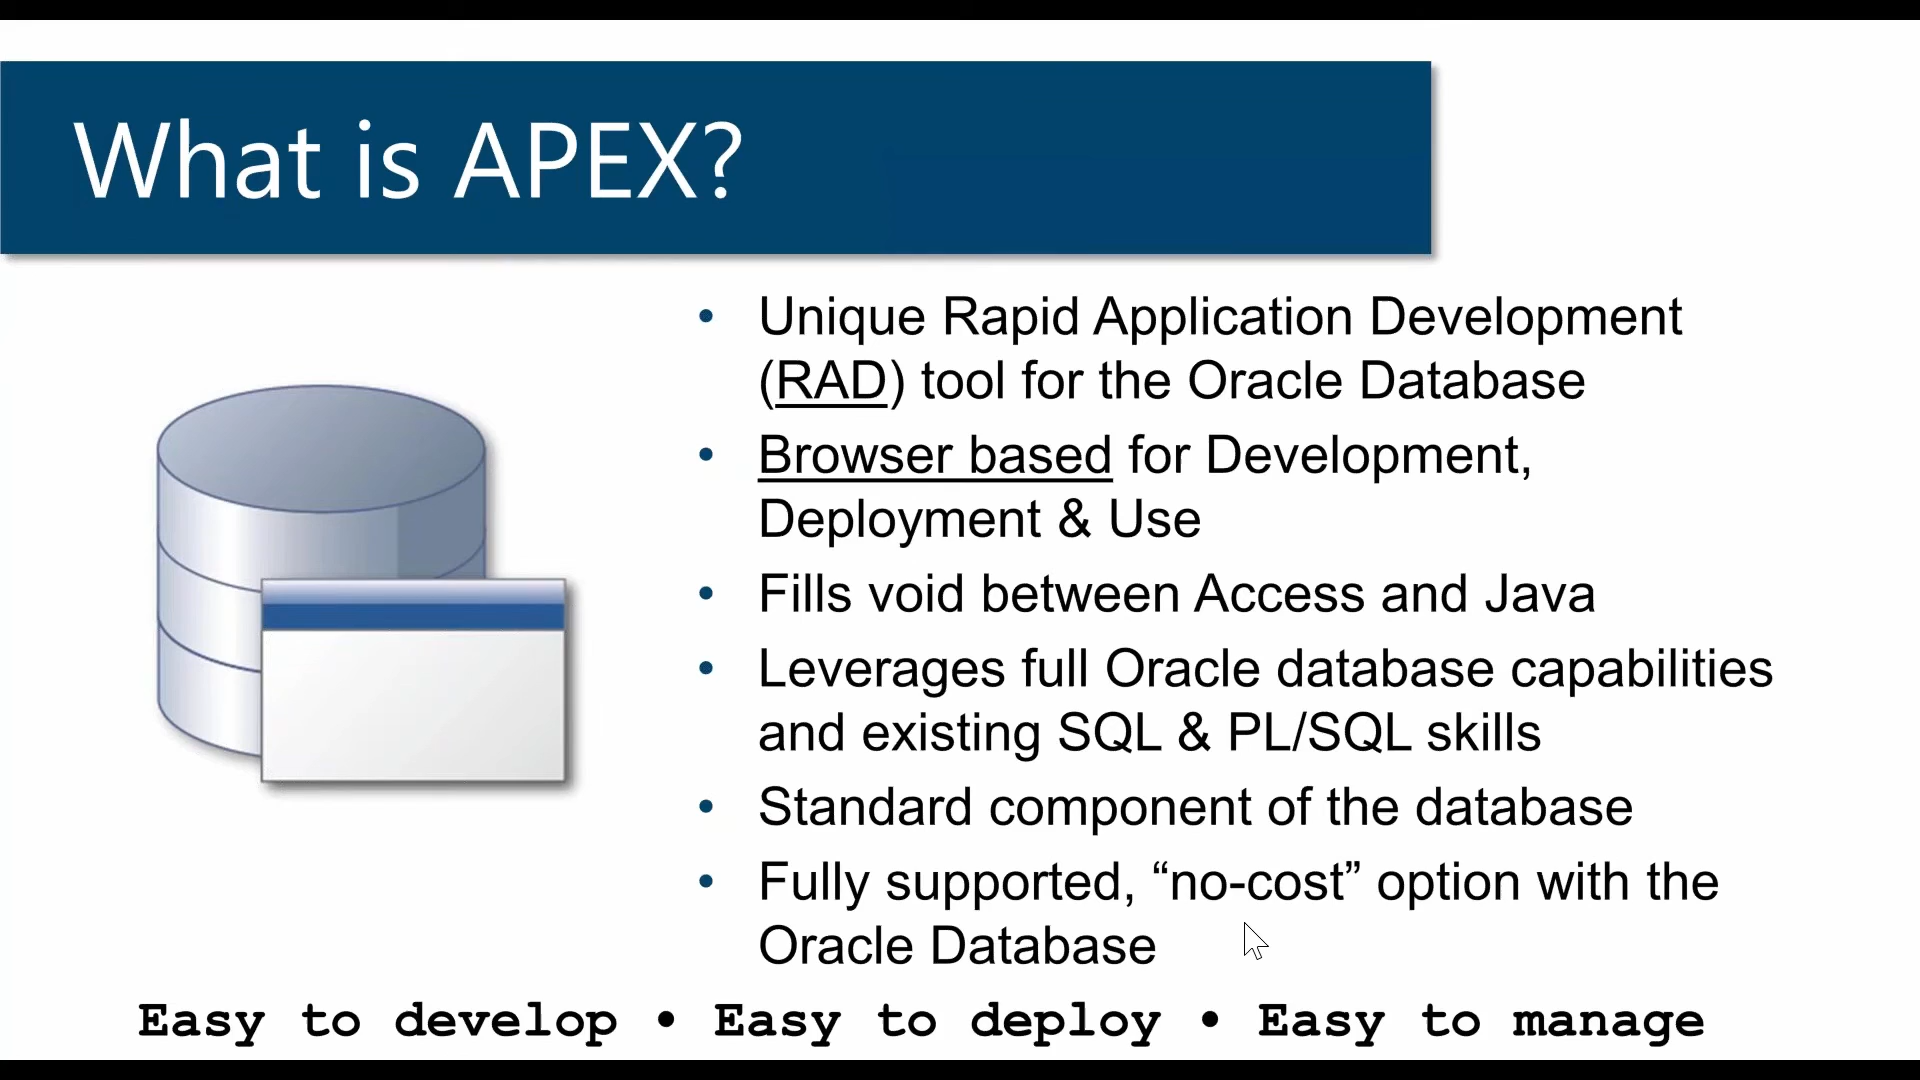 What is APEX?
• Unique Rapid Application Development
(RAD) tool for the Oracle Database
• Browser based for Development,
Deployment & Use
• Fills void between Access and Java
• Leverages full Oracle database capabilities
and existing SQL & PL/SQL skills
• Standard component of the database
• Fully supported, “no-cost” option with the
Oracle Database
Easy to develop • Easy to deploy • Easy to manage